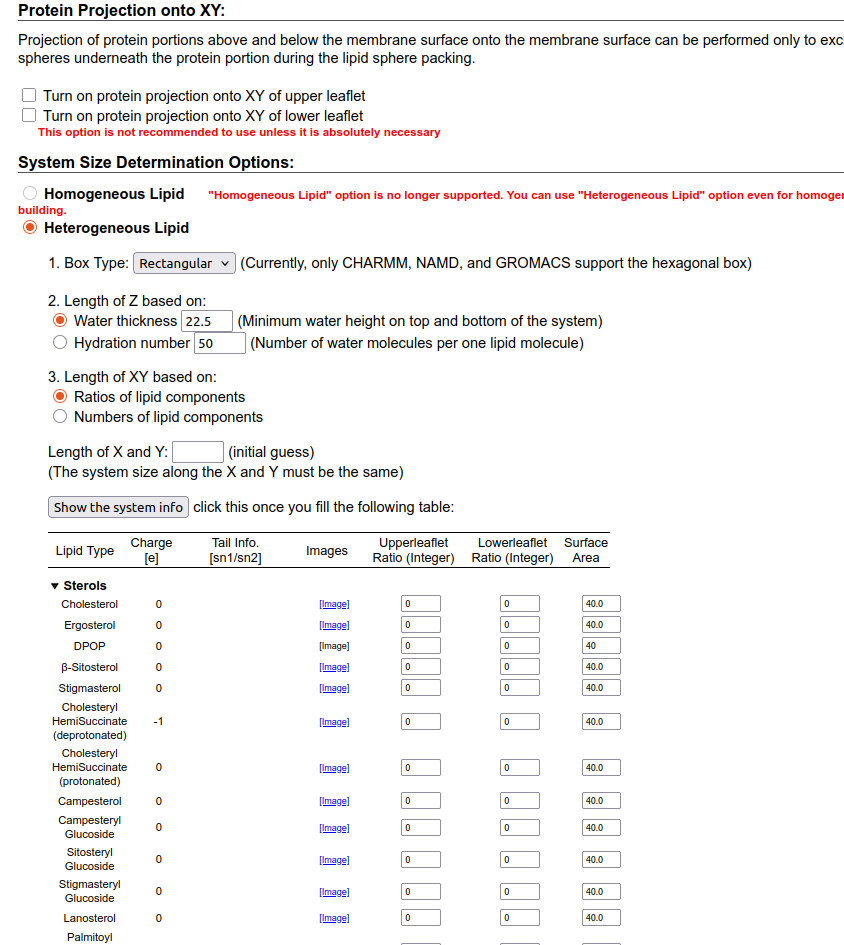 Protein Projection onto XY:
Projection of protein portions above and below the membrane surface onto the membrane surface can be performed only to exc
spheres underneath the protein portion during the lipid sphere packing.
Turn on protein projection onto XY of upper leaflet
Turn on protein projection onto XY of lower leaflet
This option is not recommended to use unless it is absolutely necessary
System Size Determination Options:
Homogeneous Lipid "Homogeneous Lipid" option is no longer supported. You can use "Heterogeneous Lipid" option even for homoger
building.
Heterogeneous Lipid
1. Box Type: Rectangular (Currently, only CHARMM, NAMD, and GROMACS support the hexagonal box)
2. Length of Z based on:
Water thickness 22.5 (Minimum water height on top and bottom of the system)
Hydration number 50 (Number of water molecules per one lipid molecule)
3. Length of XY based on:
Ratios of lipid components
Numbers of lipid components
Length of X and Y: (initial guess)
(The system size along the X and Y must be the same)
Show the system info click this once you fill the following table:
Lipid Type Charge [e] Tail Info. [sn1/sn2] Images Upperleaflet Ratio (Integer) Lowerleaflet Ratio (Integer) Surface Area
▼ Sterols
Cholesterol 0 [Image] 0 0 40.0
Ergosterol 0 [Image] 0 0 40.0
DPOP 0 [Image] 0 0 40
β-Sitosterol 0 [Image] 0 0 40.0
Stigmasterol 0 [Image] 0 0 40.0
Cholesteryl
HemiSuccinate -1 [Image] 0 0 40.0
(deprotonated)
Cholesteryl
HemiSuccinate 0 [Image] 0 0 40.0
(protonated)
Campesterol 0 [Image] 0 0 40.0
Campesteryl
Glucoside 0 [Image] 0 0 40.0
Sitosteryl
Glucoside 0 [Image] 0 0 40.0
Stigmasteryl
Glucoside 0 [Image] 0 0 40.0
Lanosterol 0 [Image] 0 0 40.0
Palmitoyl